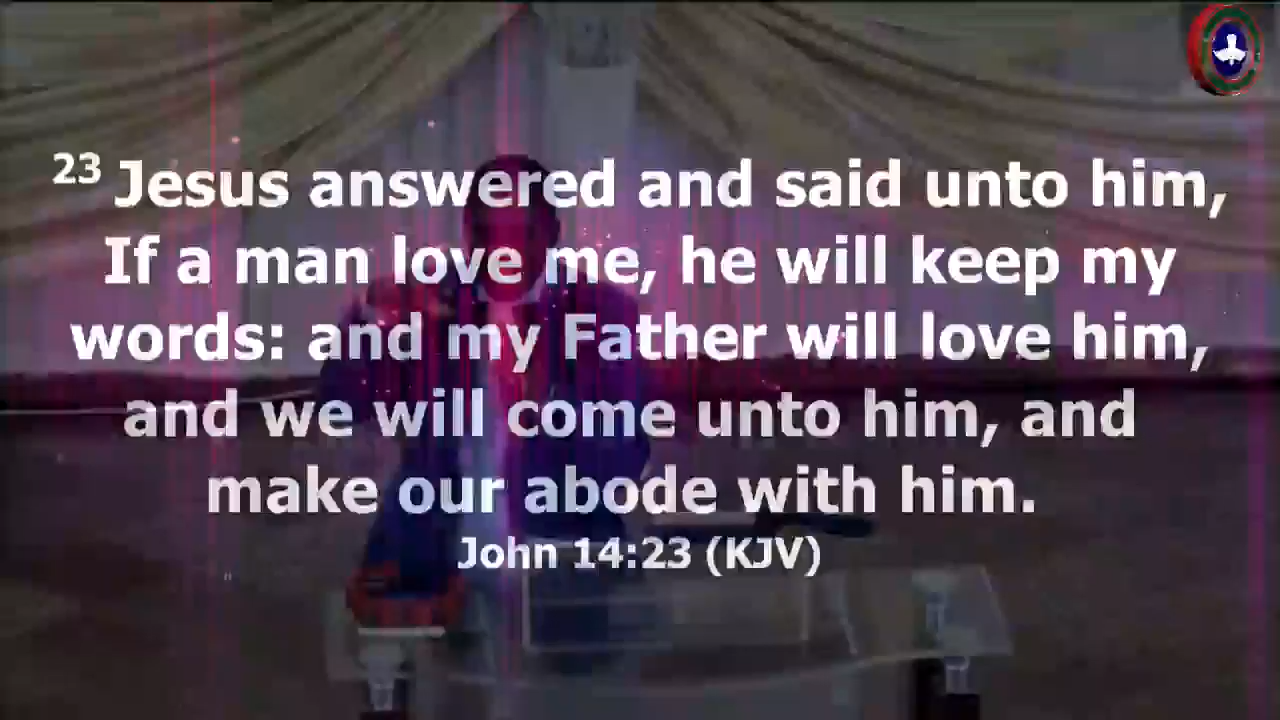 23 Jesus answered and said unto him,
If a man love me, he will keep my
words: and my Father will love him,
and we will come unto him, and
make our abode with him.
John 14:23 (KJV)